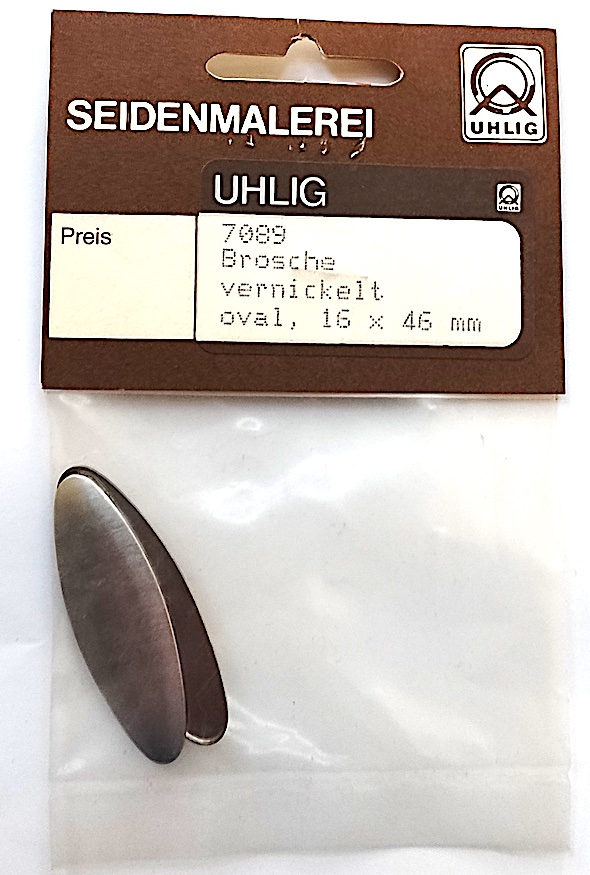 SEIDENMALEREI
UHLIG
UHLIG
UHLIG
Preis
7089
Brosche
vernickelt
oval, 16 x 46 mm